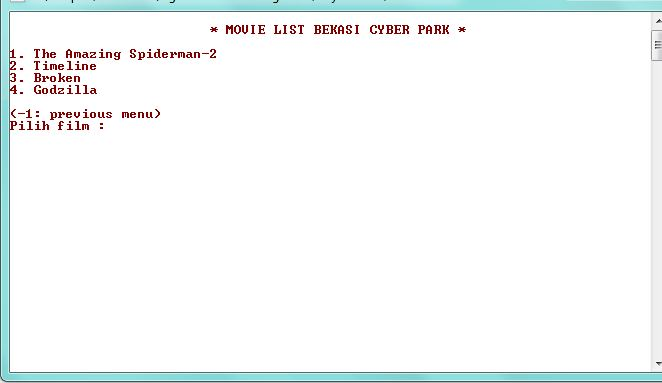 * MOVIE LIST BEKASI CYBER PARK *
1. The Amazing Spiderman-2
2. Timeline
3. Broken
4. Godzilla
(-1: previous menu)
Pilih film :